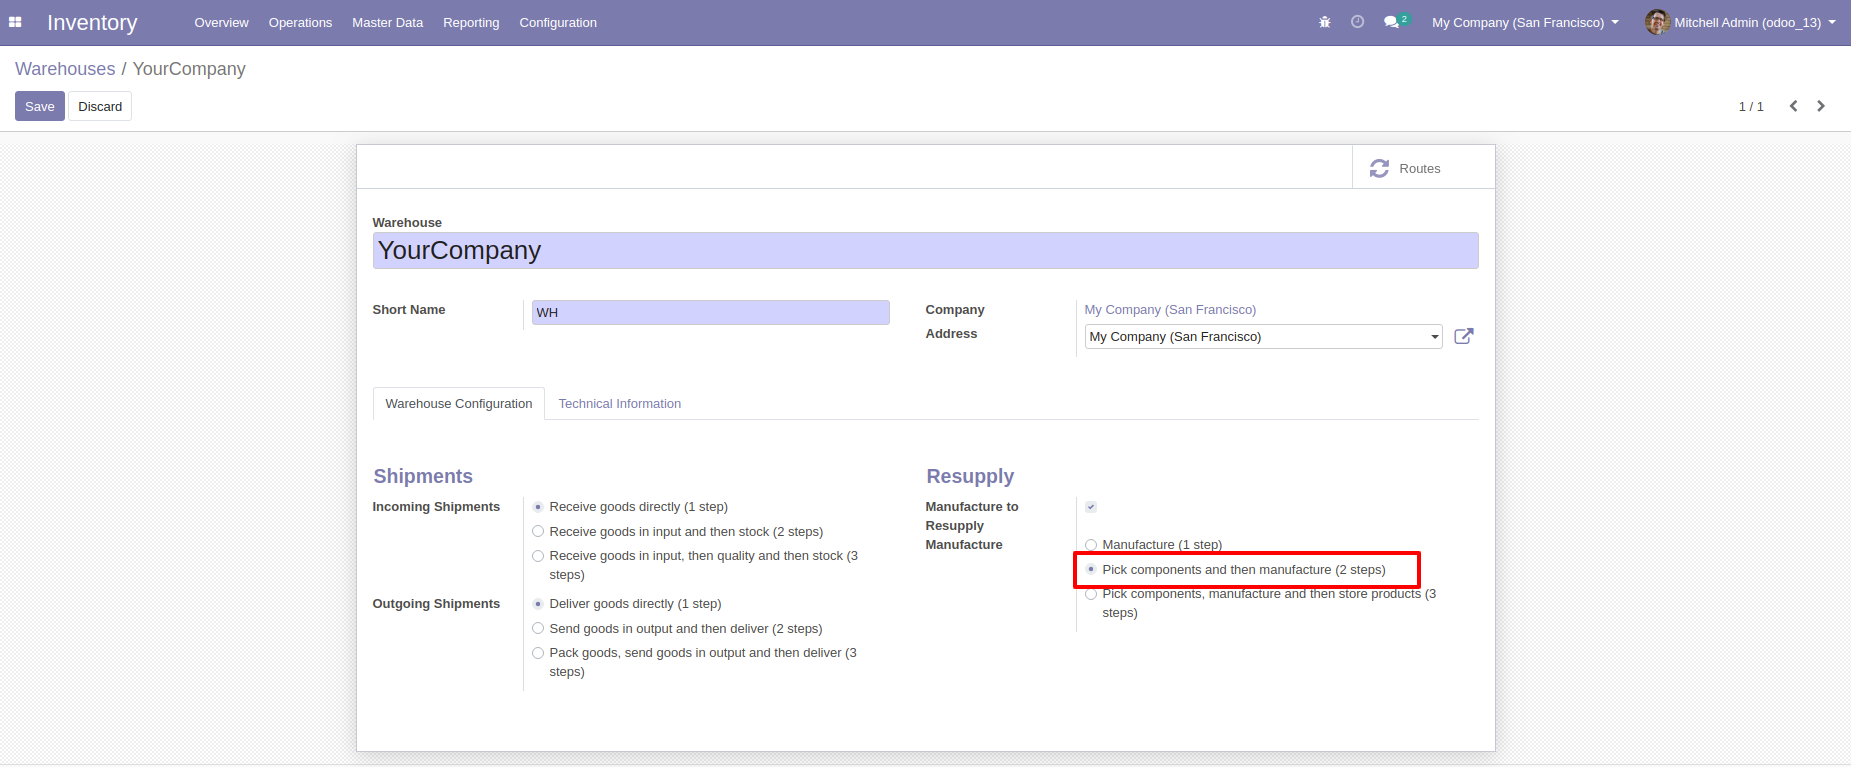 Inventory Overview Operations Master Data Reporting Configuration 2 My Company (San Francisco) Mitchell Admin (odoo_13)
Warehouses / YourCompany
Save Discard 1 / 1
Routes
Warehouse
YourCompany
Short Name WH
Company My Company (San Francisco)
Address My Company (San Francisco)
Warehouse Configuration Technical Information
Shipments
Incoming Shipments Receive goods directly (1 step)
Receive goods in input and then stock (2 steps)
Receive goods in input, then quality and then stock (3
steps)
Outgoing Shipments Deliver goods directly (1 step)
Send goods in output and then deliver (2 steps)
Pack goods, send goods in output and then deliver (3
steps)
Resupply
Manufacture to
Resupply
Manufacture Manufacture (1 step)
Pick components and then manufacture (2 steps)
Pick components, manufacture and then store products (3
steps)